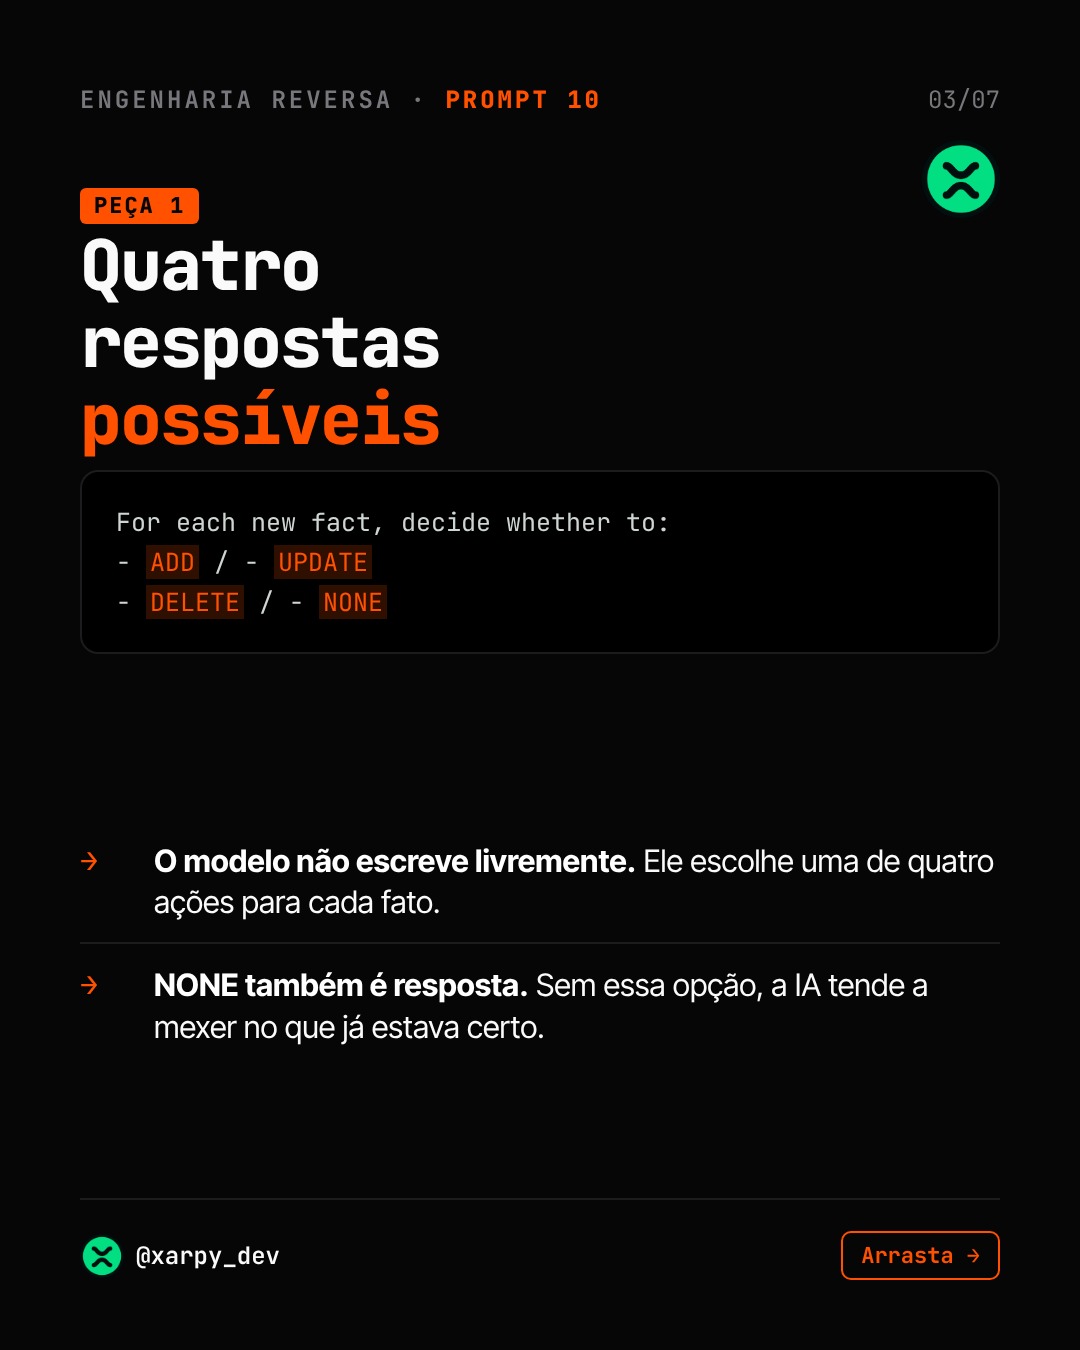 ENGENHARIA REVERSA · PROMPT 10
03/07
PEÇA 1
Quatro
respostas
possíveis
For each new fact, decide whether to:
- ADD / - UPDATE
- DELETE / - NONE
→ O modelo não escreve livremente. Ele escolhe uma de quatro
ações para cada fato.
→ NONE também é resposta. Sem essa opção, a IA tende a
mexer no que já estava certo.
@xarpy_dev
Arrasta →